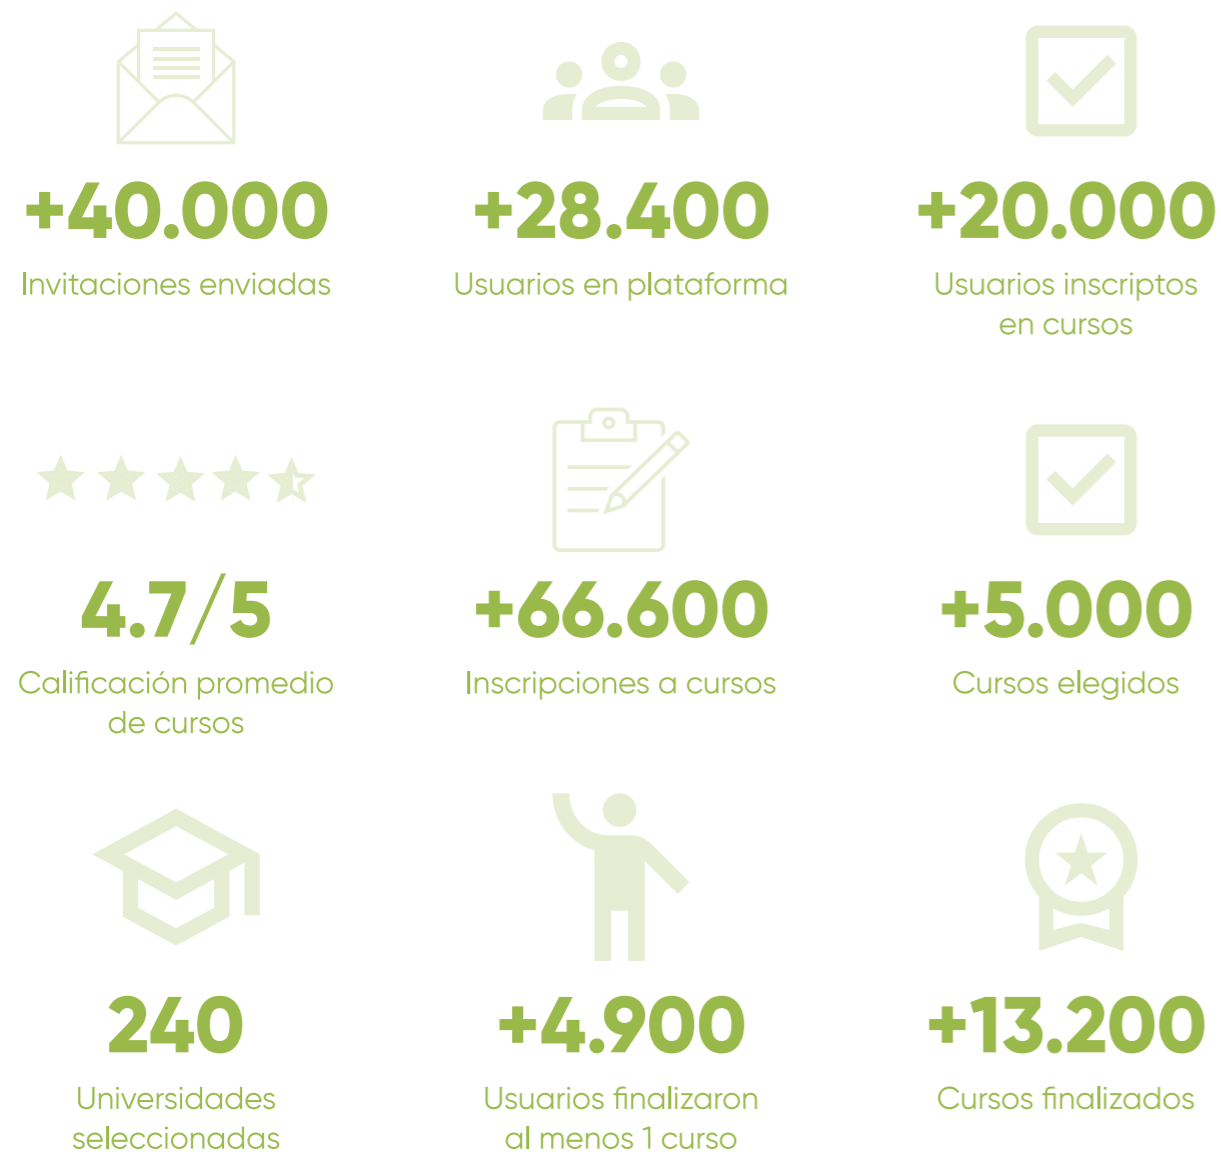 +40.000
Invitaciones enviadas
+28.400
Usuarios en plataforma
+20.000
Usuarios inscriptos
en cursos
4.7/5
Calificación promedio
de cursos
+66.600
Inscripciones a cursos
+5.000
Cursos elegidos
240
Universidades
seleccionadas
+4.900
Usuarios finalizaron
al menos 1 curso
+13.200
Cursos finalizados